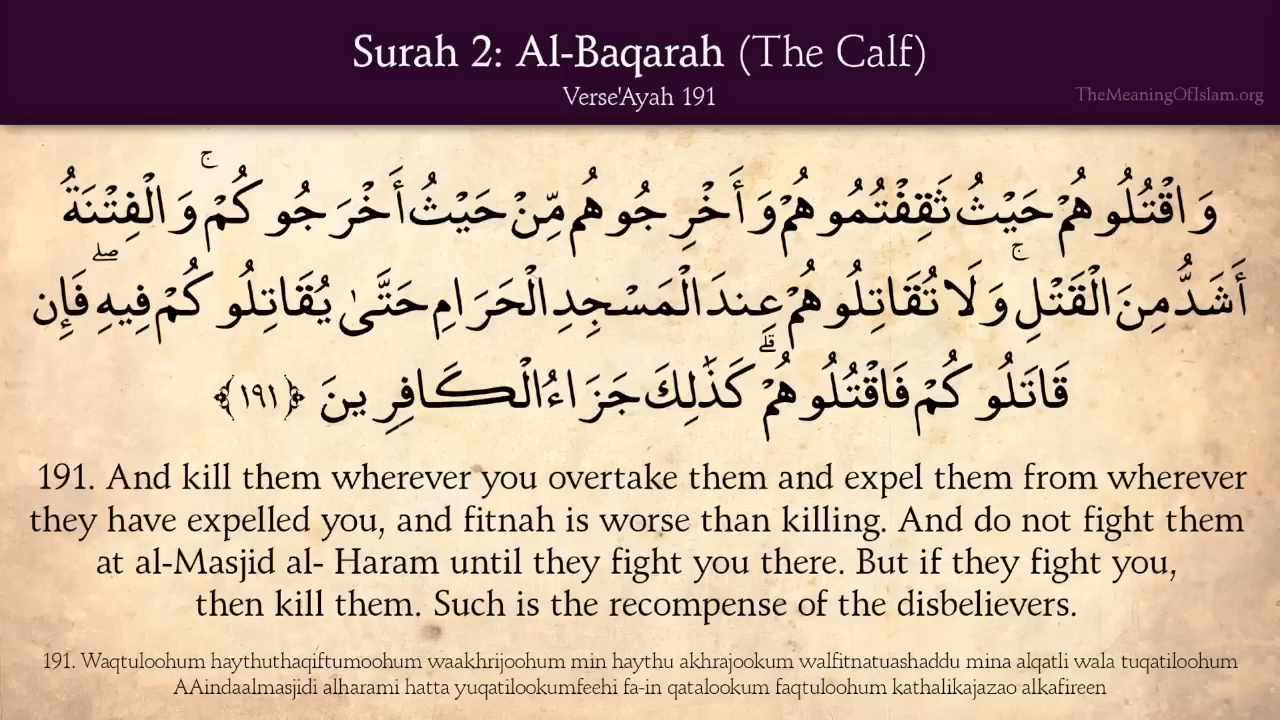 Surah 2: Al-Baqarah (The Calf)
Verse'Ayah 191
TheMeaningOfIslam.org
وَاقْتُلُوهُمْ حَيْثُ ثَقِفْتُمُوهُمْ وَأَخْرِجُوهُم مِّنْ حَيْثُ أَخْرَجُوكُمْ ۚ وَالْفِتْنَةُ
أَشَدُّ مِنَ الْقَتْلِ ۚ وَلَا تُقَاتِلُوهُمْ عِندَ الْمَسْجِدِ الْحَرَامِ حَتَّىٰ يُقَاتِلُوكُمْ فِيهِ ۖ فَإِن
قَاتَلُوكُمْ فَاقْتُلُوهُمْ ۗ كَذَٰلِكَ جَزَاءُ الْكَافِرِينَ ﴿١٩١﴾
191. And kill them wherever you overtake them and expel them from wherever
they have expelled you, and fitnah is worse than killing. And do not fight them
at al-Masjid al- Haram until they fight you there. But if they fight you,
then kill them. Such is the recompense of the disbelievers.
191. Waqtuloohum haythuthaqiftumoohum waakhrijoohum min haythu akhrajookum walfitnatuashaddu mina alqatli wala tuqatiloohum
AAindaalmasjidi alharami hatta yuqatilookumfeehi fa-in qatalookum faqtuloohum kathalikajazao alkafireen